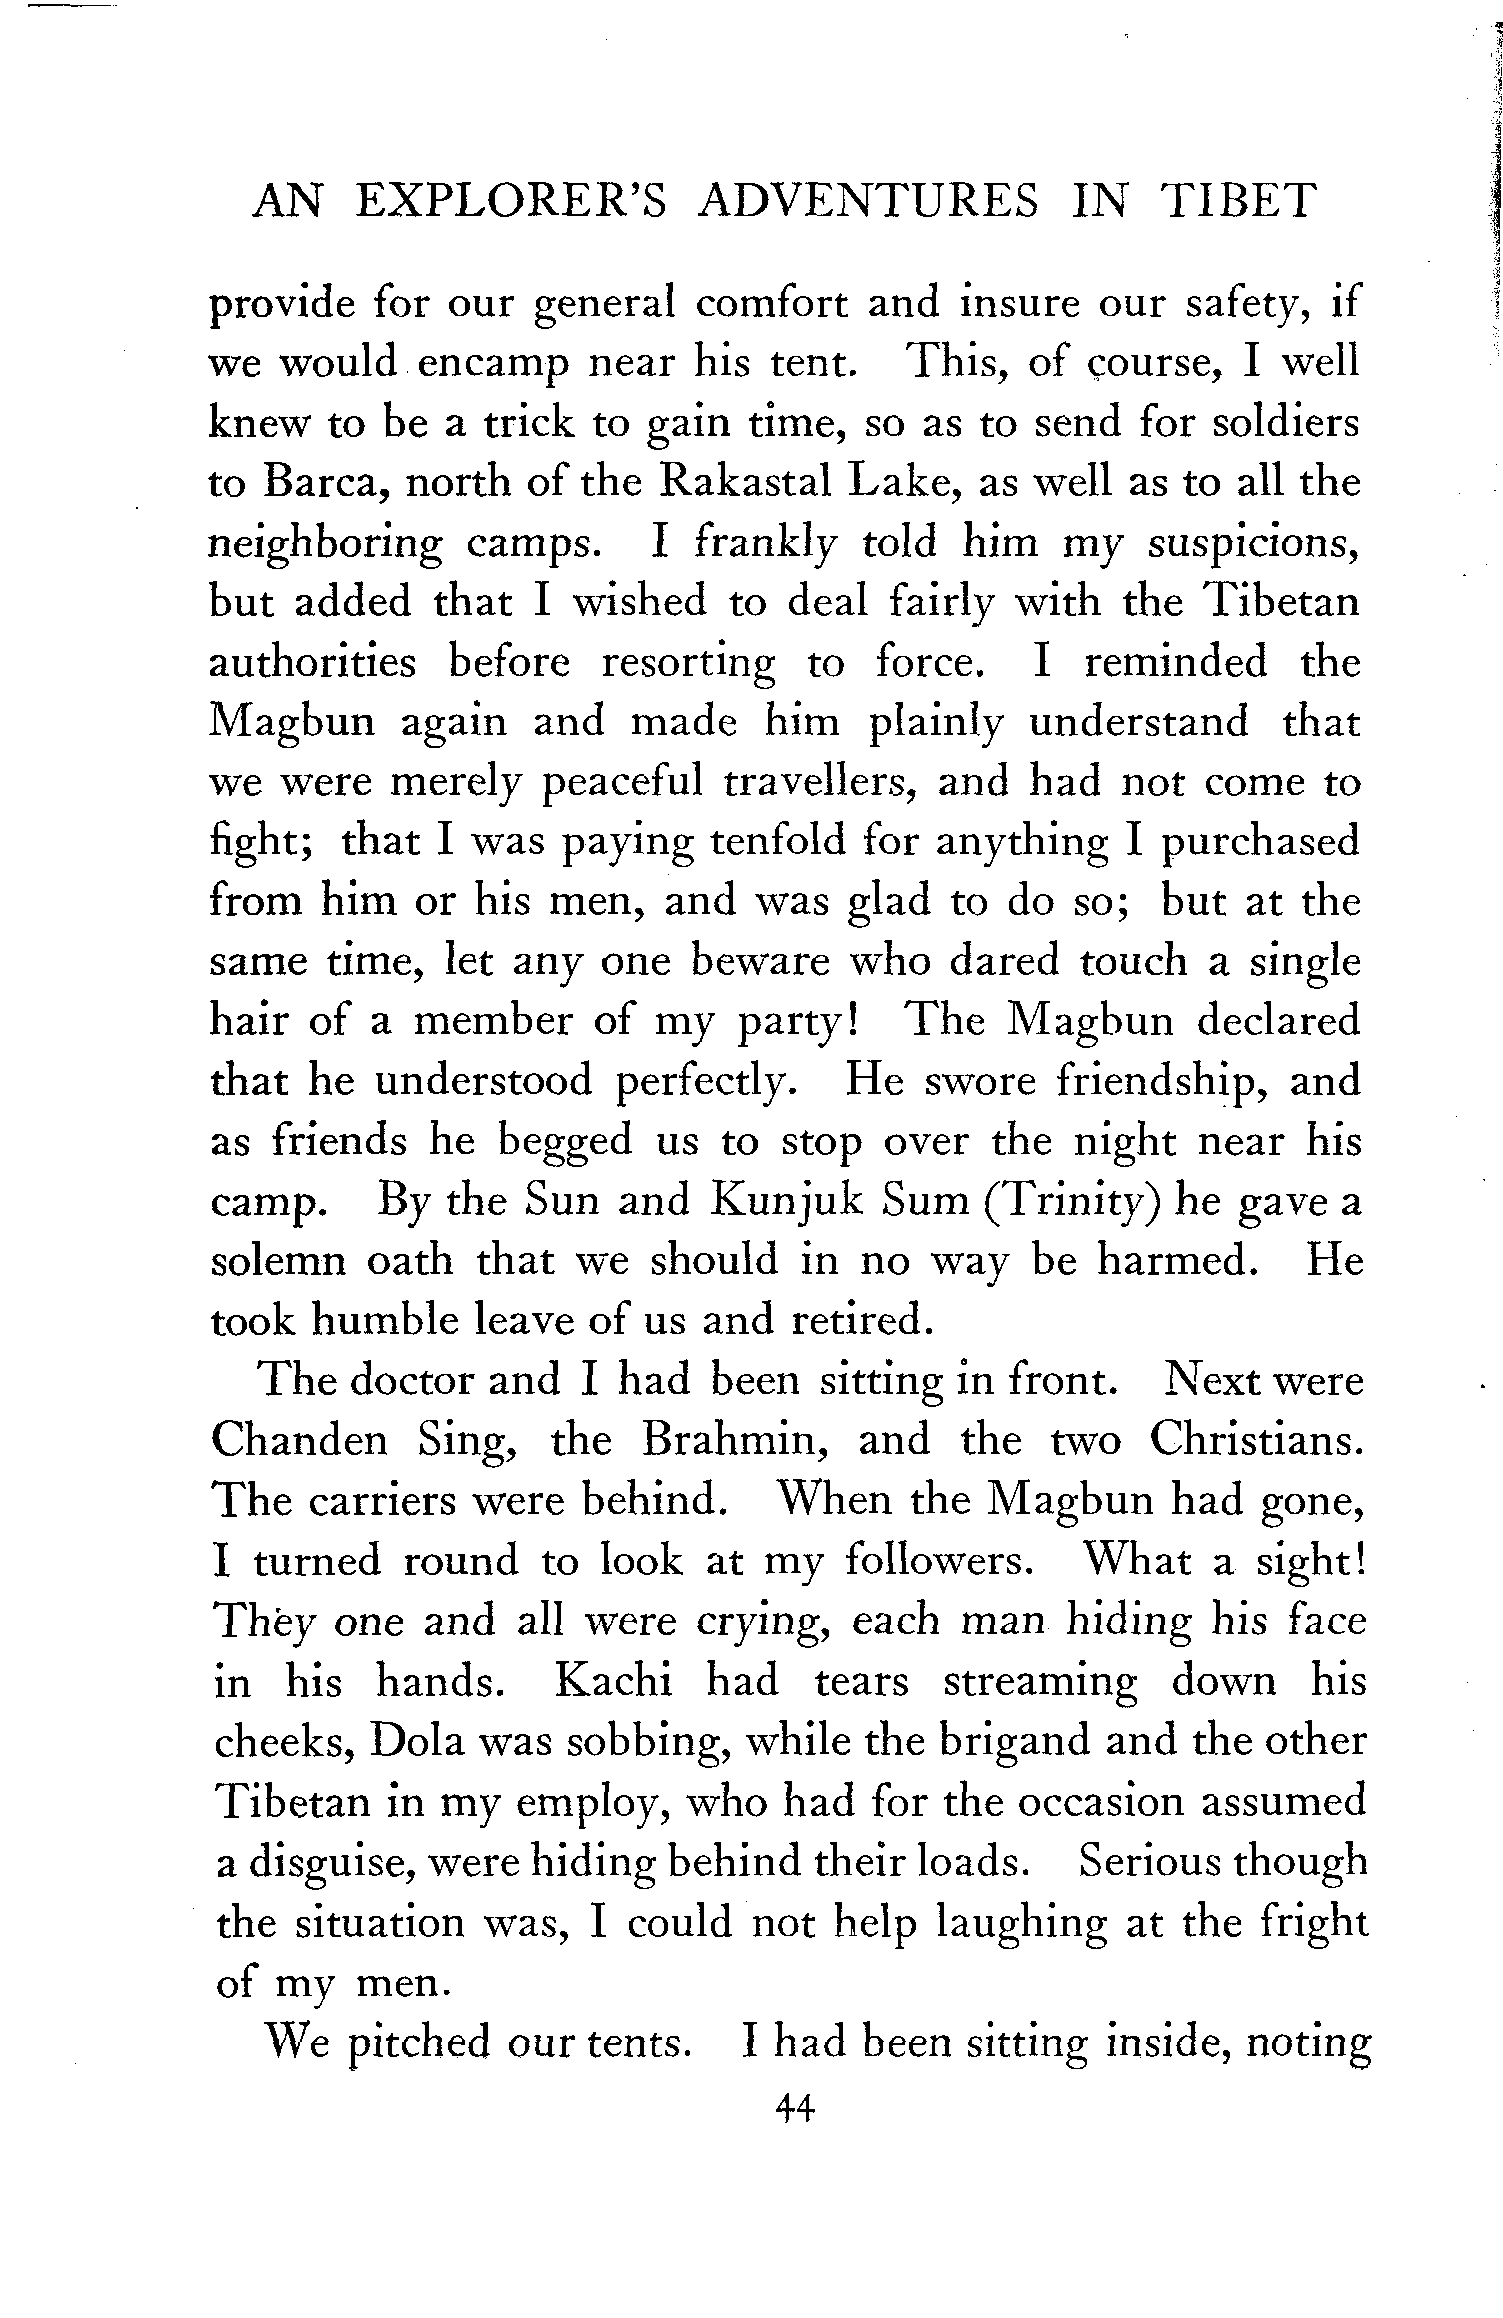 AN EXPLORER'S ADVENTURES IN TIBET
provide for our general comfort and insure our safety, if
we would encamp near his tent. This, of course, I well
knew to be a trick to gain time, so as to send for soldiers
to Barca, north of the Rakastal Lake, as well as to all the
neighboring camps. I frankly told him my suspicions,
but added that I wished to deal fairly with the Tibetan
authorities before resorting to force. I reminded the
Magbun again and made him plainly understand that
we were merely peaceful travellers, and had not come to
fight; that I was paying tenfold for anything I purchased
from him or his men, and was glad to do so; but at the
same time, let any one beware who dared touch a single
hair of a member of my party! The Magbun declared
that he understood perfectly. He swore friendship, and
as friends he begged us to stop over the night near his
camp. By the Sun and Kunjuk Sum (Trinity) he gave a
solemn oath that we should in no way be harmed. He
took humble leave of us and retired.
The doctor and I had been sitting in front. Next were
Chanden Sing, the Brahmin, and the two Christians.
The carriers were behind. When the Magbun had gone,
I turned round to look at my followers. What a sight!
They one and all were crying, each man hiding his face
in his hands. Kachi had tears streaming down his
cheeks, Dola was sobbing, while the brigand and the other
Tibetan in my employ, who had for the occasion assumed
a disguise, were hiding behind their loads. Serious though
the situation was, I could not help laughing at the fright
of my men.
We pitched our tents. I had been sitting inside, noting
44